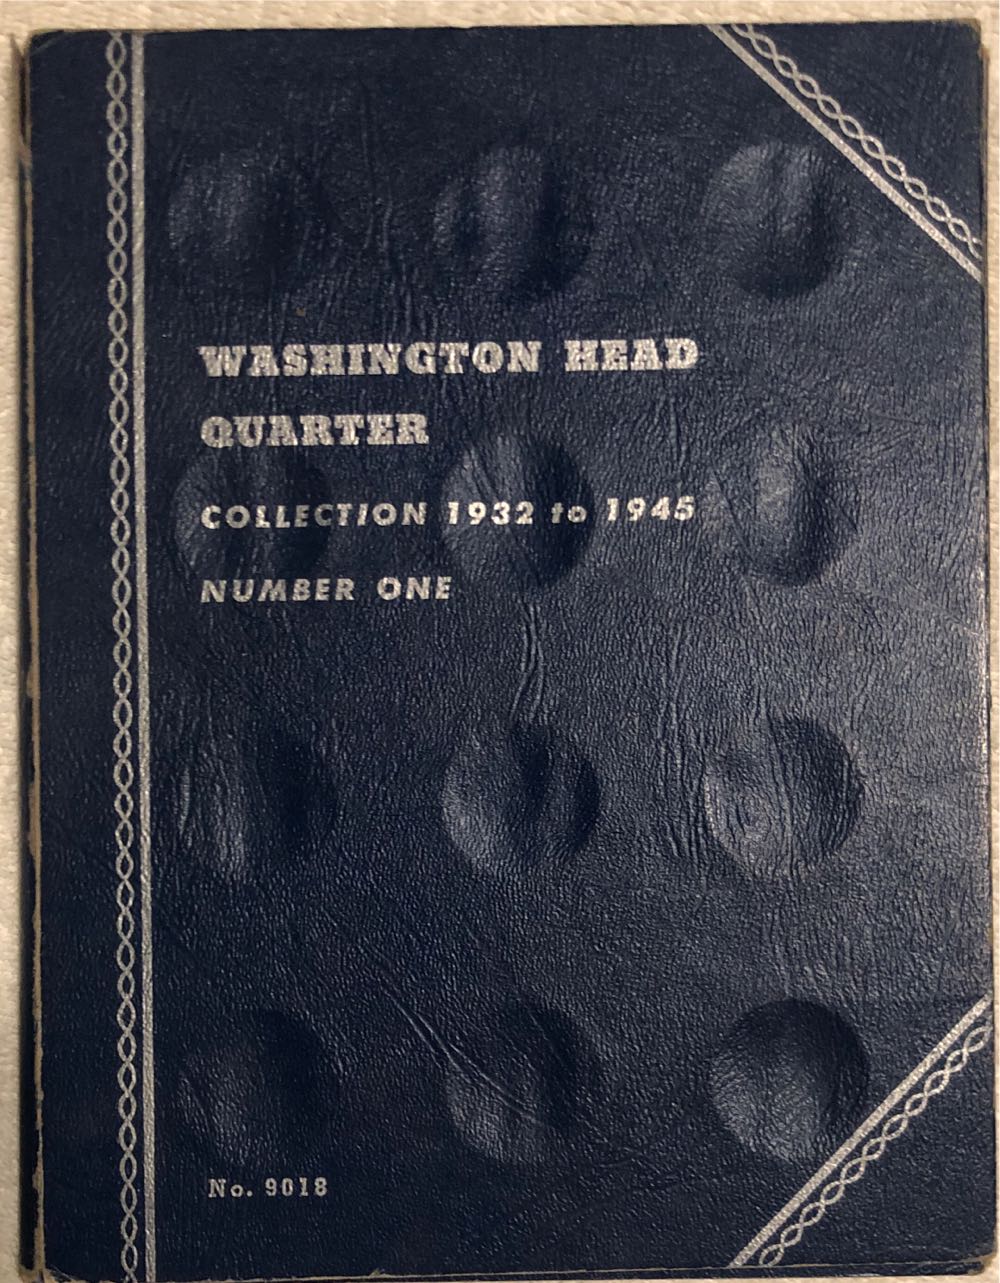 WASHINGTON HEAD
QUARTER
COLLECTION 1932 to 1945
NUMBER ONE
No. 9018